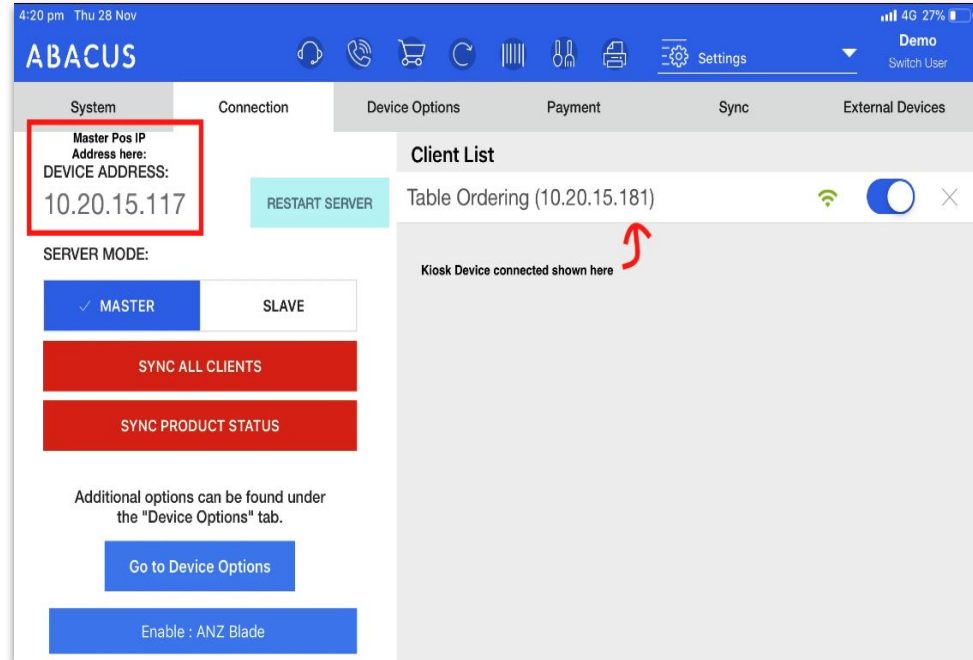 4:20 pm Thu 28 Nov
4G 27%
ABACUS
Settings
Demo
Switch User
System
Connection
Device Options
Payment
Sync
External Devices
Master Pos IP
Address here:
DEVICE ADDRESS:
10.20.15.117
RESTART SERVER
Client List
Table Ordering (10.20.15.181)
Kiosk Device connected shown here
SERVER MODE:
MASTER
SLAVE
SYNC ALL CLIENTS
SYNC PRODUCT STATUS
Additional options can be found under
the "Device Options" tab.
Go to Device Options
Enable : ANZ Blade